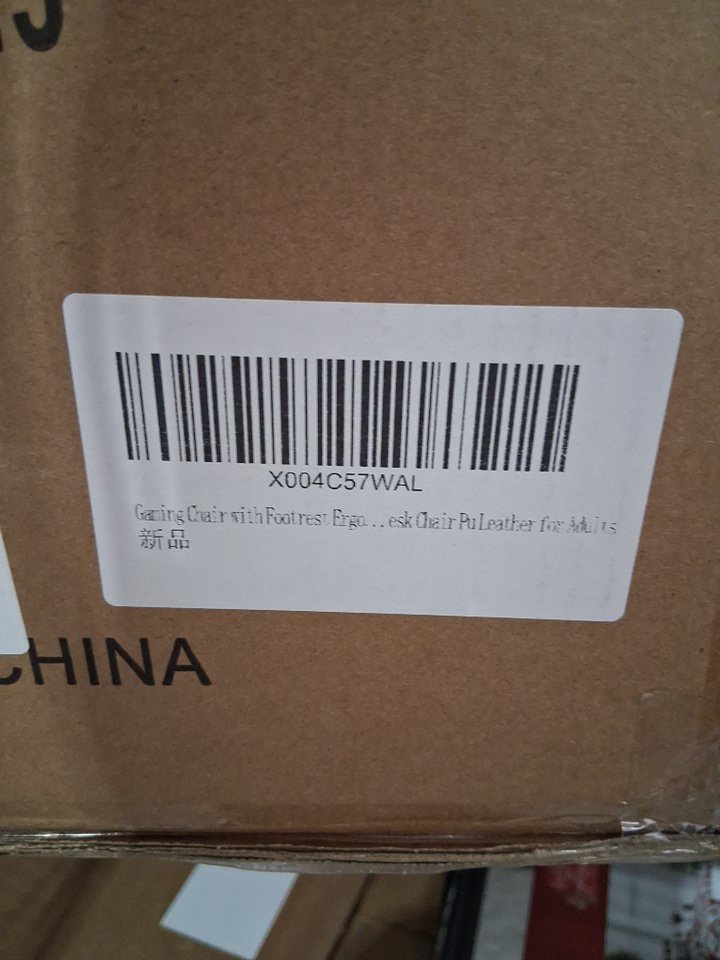 X004C57WAL
Gaming Chair with Footrest Ergo...esk Chair Pu Leather for Adults
新品
CHINA